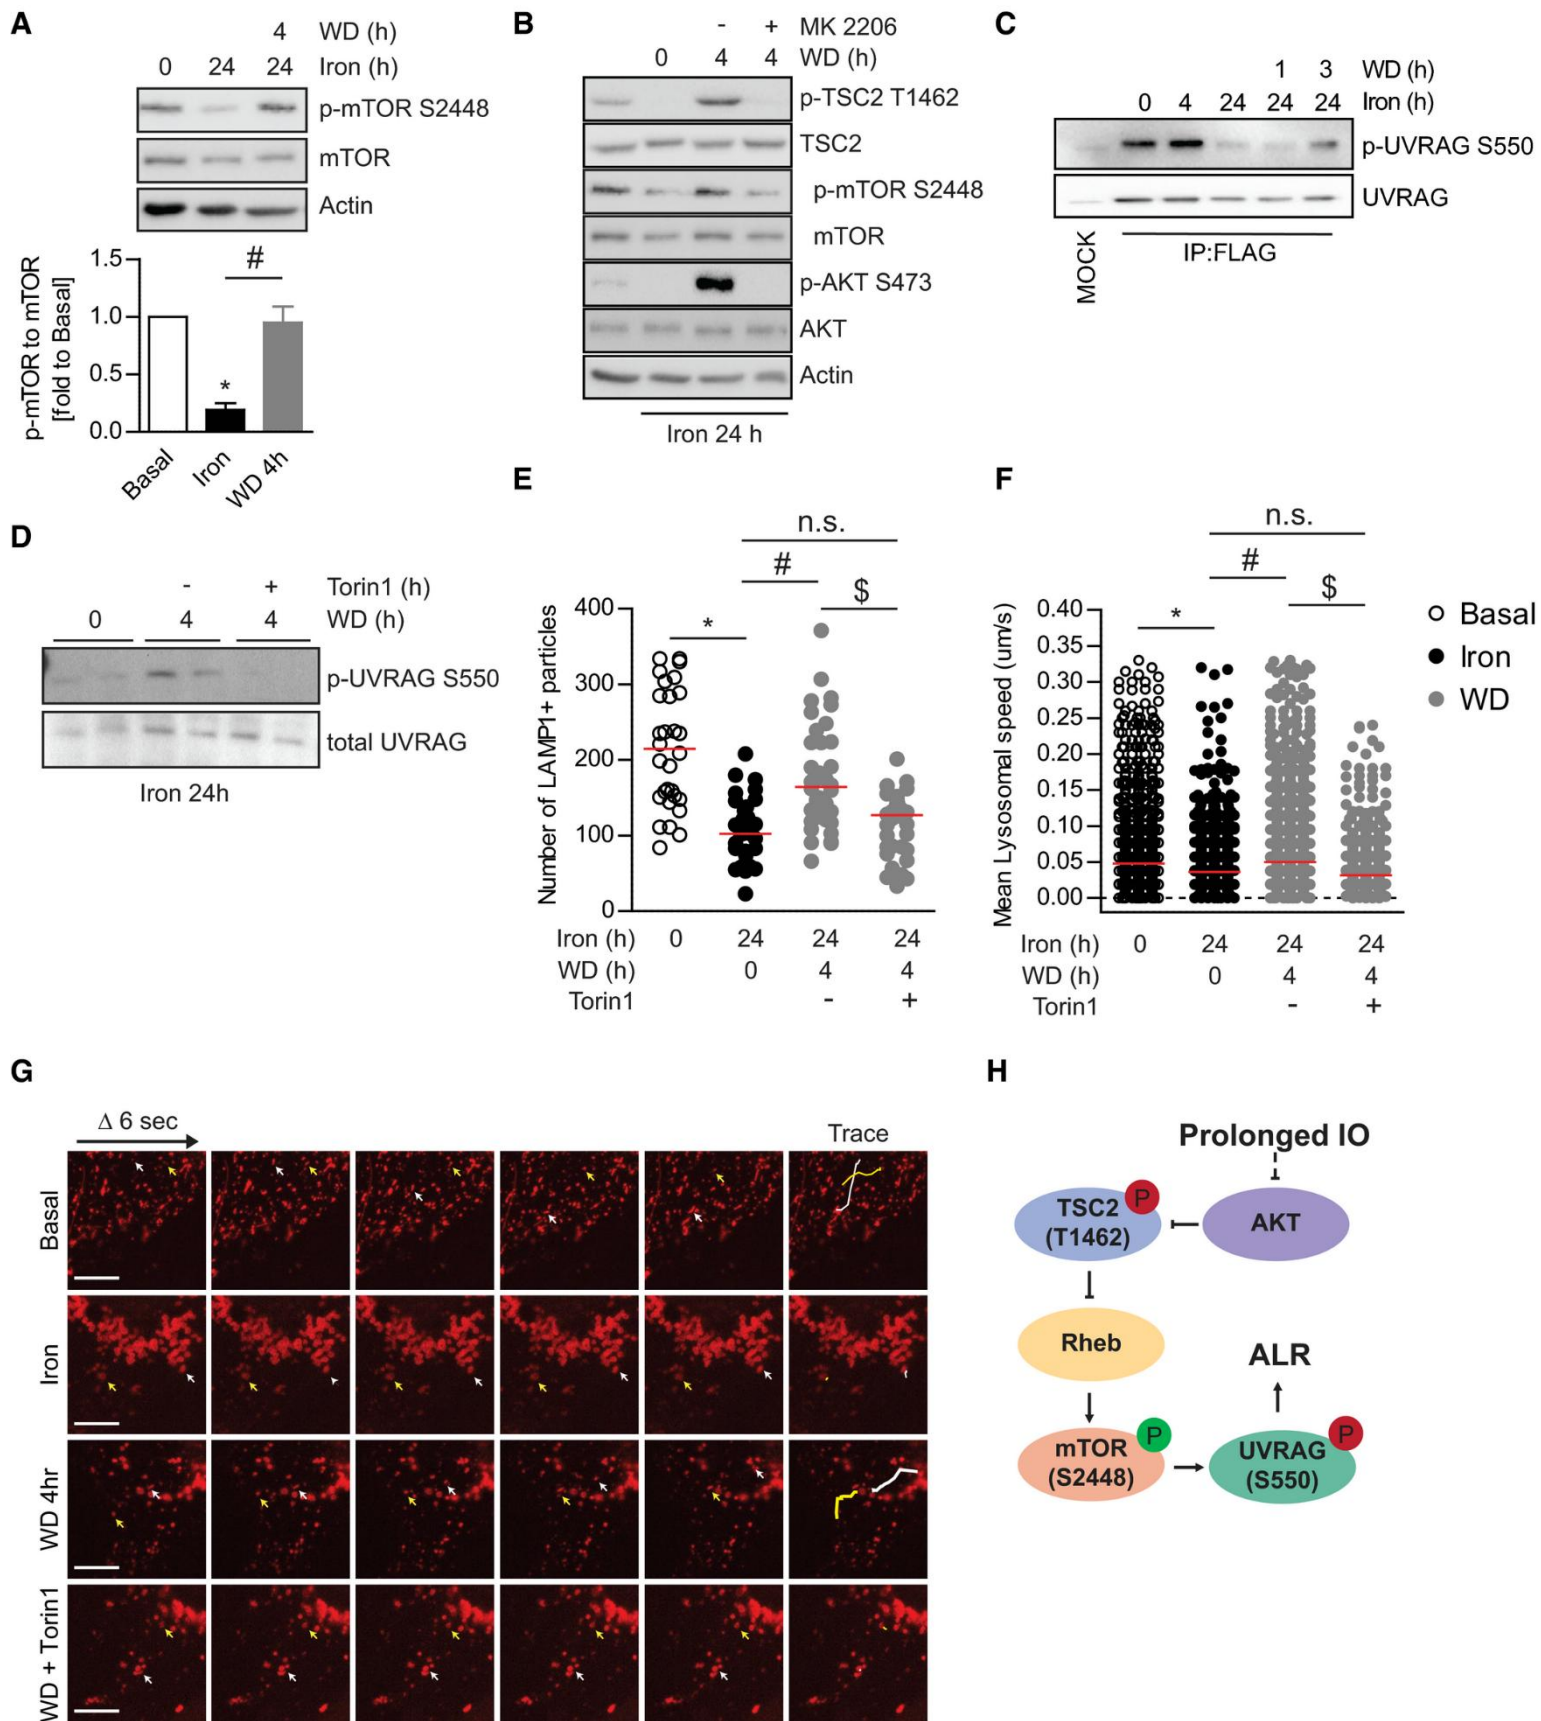 A
4 WD (h)
0 24 24 Iron (h)
p-mTOR S2448
mTOR
Actin
p-mTOR to mTOR
[fold to Basal]
1.5
1.0
0.5
0.0
#
*
Basal
Iron
WD 4h
B
- + MK 2206
0 4 4 WD (h)
p-TSC2 T1462
TSC2
p-mTOR S2448
mTOR
p-AKT S473
AKT
Actin
Iron 24 h
C
1 3 WD (h)
0 4 24 24 24 Iron (h)
p-UVRAG S550
UVRAG
MOCK
IP:FLAG
D
- + Torin1 (h)
0 4 4 WD (h)
p-UVRAG S550
total UVRAG
Iron 24h
E
n.s.
#
$
*
Number of LAMP1+ particles
400
300
200
100
0
Iron (h) 0 24 24 24
WD (h) 0 4 4
Torin1 - +
F
n.s.
#
$
*
Mean Lysosomal speed (um/s)
0.40
0.35
0.30
0.25
0.20
0.15
0.10
0.05
0.00
Iron (h) 0 24 24 24
WD (h) 0 4 4
Torin1 - +
Basal
Iron
WD
G
Δ 6 sec
Trace
Basal
Iron
WD 4hr
WD + Torin1
H
Prolonged IO
TSC2
(T1462)
P
AKT
Rheb
ALR
mTOR
(S2448)
P
UVRAG
(S550)
P